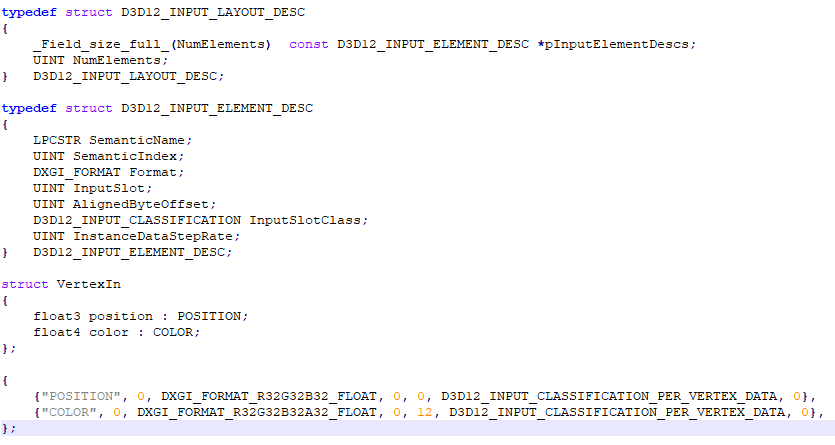 typedef struct D3D12_INPUT_LAYOUT_DESC
{
    _Field_size_full_(NumElements)  const D3D12_INPUT_ELEMENT_DESC *pInputElementDescs;
    UINT NumElements;
}   D3D12_INPUT_LAYOUT_DESC;

typedef struct D3D12_INPUT_ELEMENT_DESC
{
    LPCSTR SemanticName;
    UINT SemanticIndex;
    DXGI_FORMAT Format;
    UINT InputSlot;
    UINT AlignedByteOffset;
    D3D12_INPUT_CLASSIFICATION InputSlotClass;
    UINT InstanceDataStepRate;
}   D3D12_INPUT_ELEMENT_DESC;

struct VertexIn
{
    float3 position : POSITION;
    float4 color : COLOR;
};

{
    {"POSITION", 0, DXGI_FORMAT_R32G32B32_FLOAT, 0, 0, D3D12_INPUT_CLASSIFICATION_PER_VERTEX_DATA, 0},
    {"COLOR", 0, DXGI_FORMAT_R32G32B32A32_FLOAT, 0, 12, D3D12_INPUT_CLASSIFICATION_PER_VERTEX_DATA, 0},
};